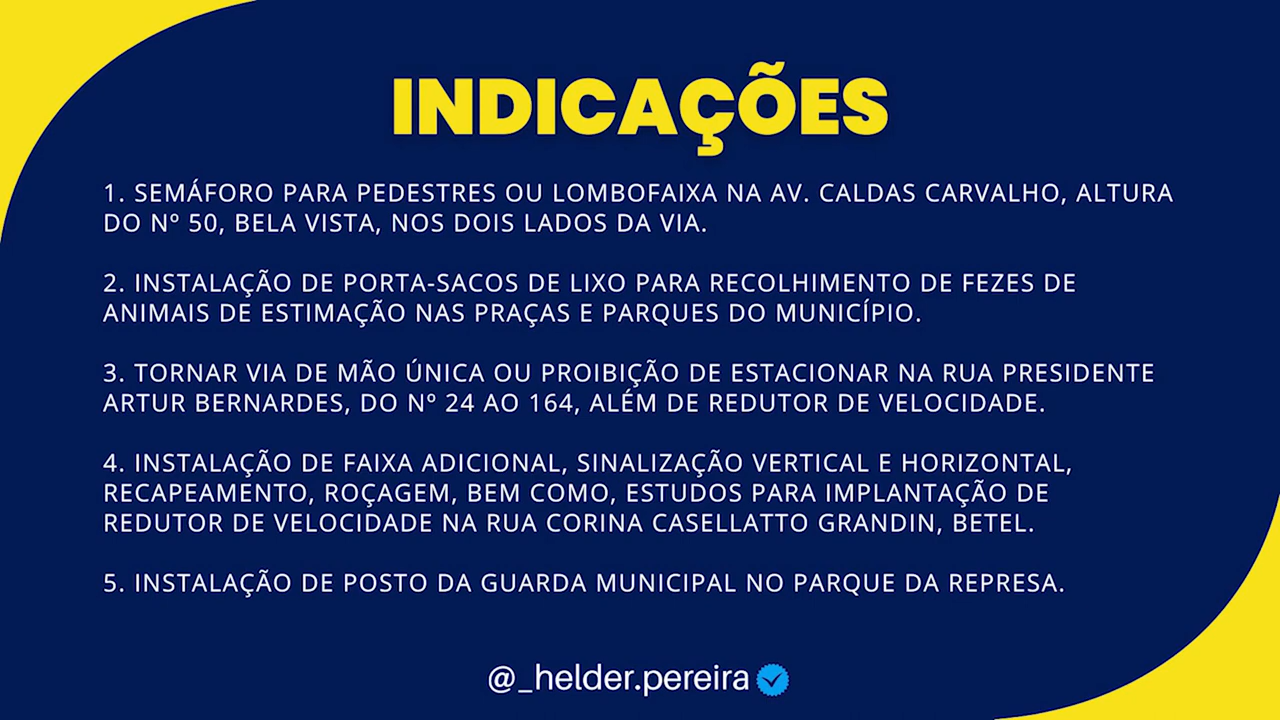 INDICAÇÕES
1. SEMÁFORO PARA PEDESTRES OU LOMBOFAIXA NA AV. CALDAS CARVALHO, ALTURA
DO Nº 50, BELA VISTA, NOS DOIS LADOS DA VIA.
2. INSTALAÇÃO DE PORTA-SACOS DE LIXO PARA RECOLHIMENTO DE FEZES DE
ANIMAIS DE ESTIMAÇÃO NAS PRAÇAS E PARQUES DO MUNICÍPIO.
3. TORNAR VIA DE MÃO ÚNICA OU PROIBIÇÃO DE ESTACIONAR NA RUA PRESIDENTE
ARTUR BERNARDES, DO Nº 24 AO 164, ALÉM DE REDUTOR DE VELOCIDADE.
4. INSTALAÇÃO DE FAIXA ADICIONAL, SINALIZAÇÃO VERTICAL E HORIZONTAL,
RECAPEAMENTO, ROÇAGEM, BEM COMO, ESTUDOS PARA IMPLANTAÇÃO DE
REDUTOR DE VELOCIDADE NA RUA CORINA CASELLATTO GRANDIN, BETEL.
5. INSTALAÇÃO DE POSTO DA GUARDA MUNICIPAL NO PARQUE DA REPRESA.
@_helder.pereira